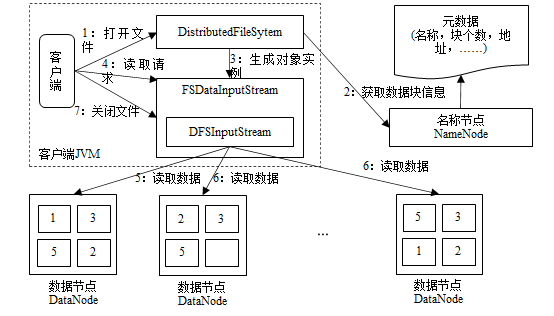 1：打开文
件
DistributedFileSytem
元数据
(名称，块个数，地
址，……)
客
户
端
4：读取请
求
3：生成对象实
例
FSDataInputStream
2：获取数据块信息
7：关闭文件
DFSInputStream
名称节点
NameNode
客户端JVM
5：读取数据
6：读取数据
6：读取数据
1
3
5
2
2
3
5
...
5
3
1
2
数据节点
DataNode
数据节点
DataNode
数据节点
DataNode